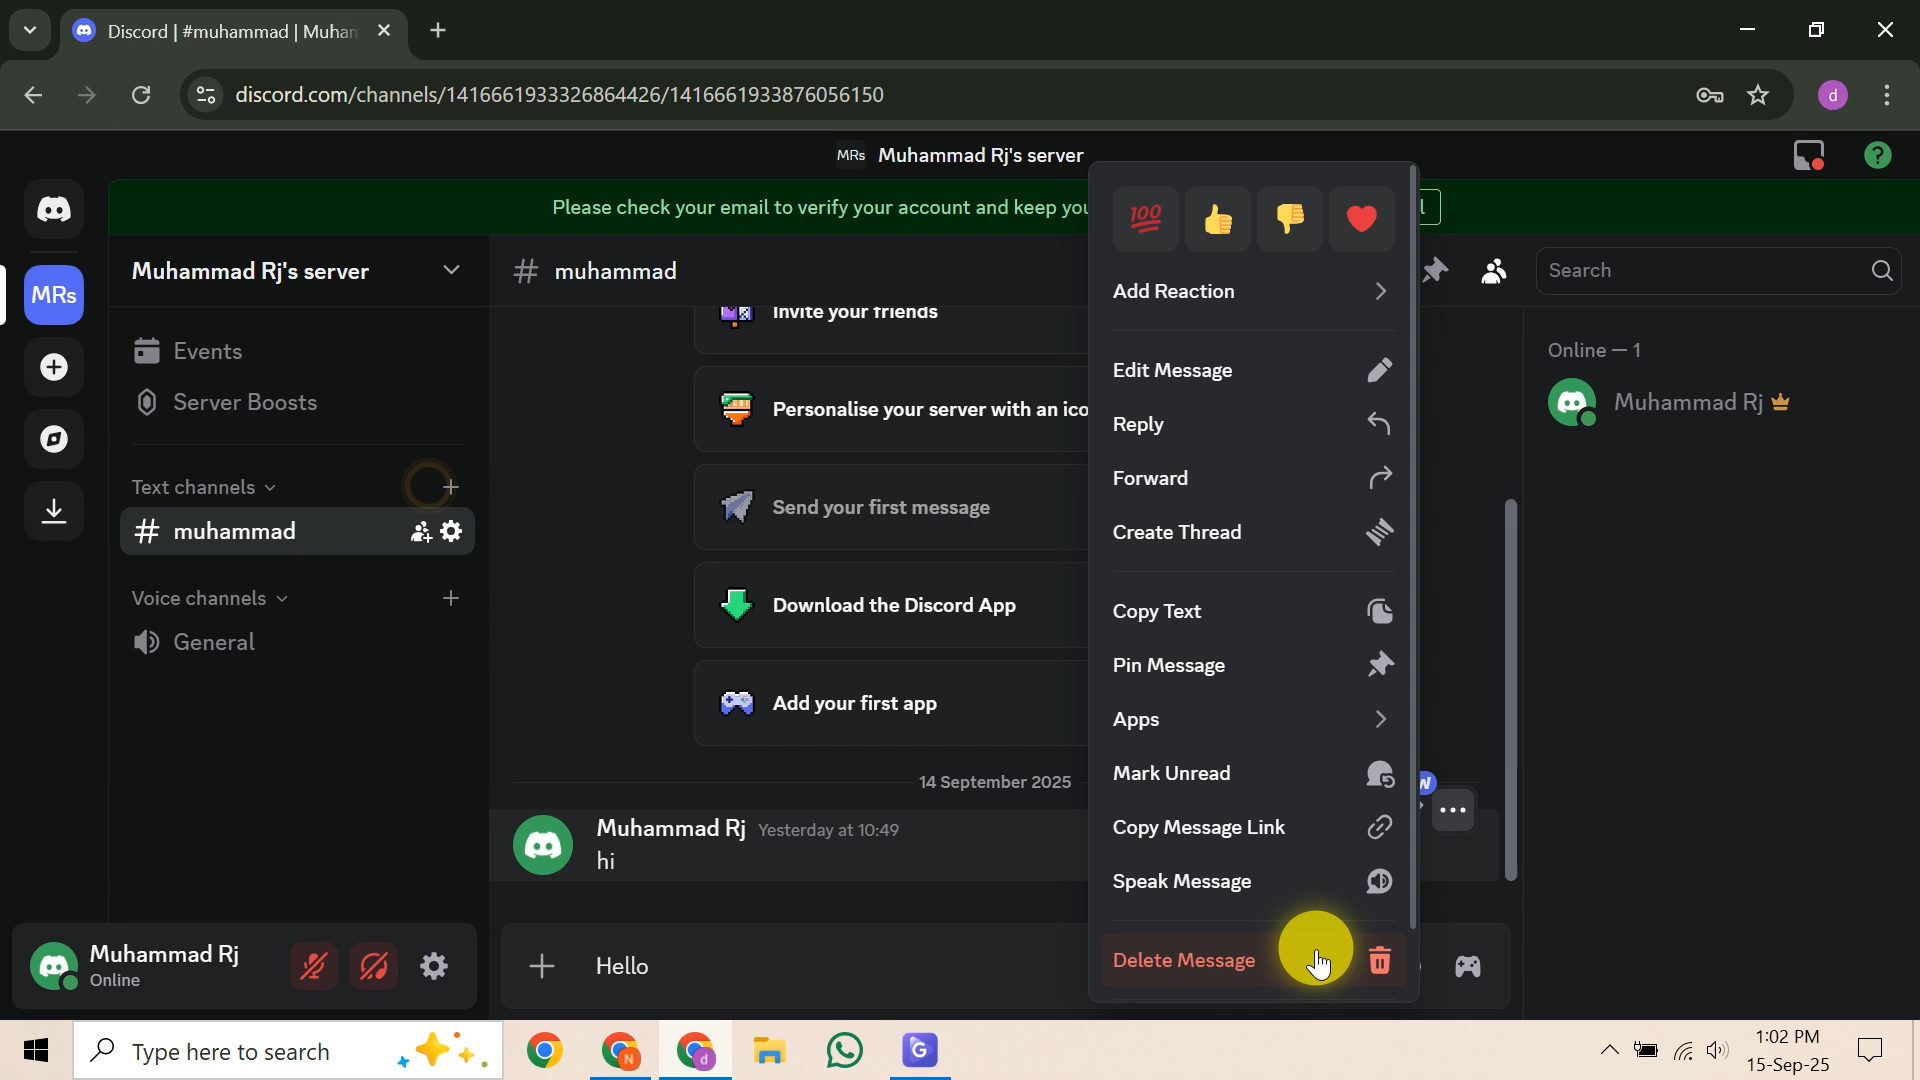 Discord | #muhammad | Muham
discord.com/channels/1416661933326864426/1416661933876056150
d
MRs Muhammad Rj's server
?
Please check your email to verify your account and keep you
MRs
Muhammad Rj's server
# muhammad
Search
Events
Server Boosts
Text channels
# muhammad
Voice channels
General
Invite your friends
Personalise your server with an ico
Send your first message
Download the Discord App
Add your first app
14 September 2025
Muhammad Rj Yesterday at 10:49
hi
Hello
100
Add Reaction
Edit Message
Reply
Forward
Create Thread
Copy Text
Pin Message
Apps
Mark Unread
Copy Message Link
Speak Message
Delete Message
Online — 1
Muhammad Rj
Muhammad Rj
Online
Type here to search
N
d
G
1:02 PM
15-Sep-25